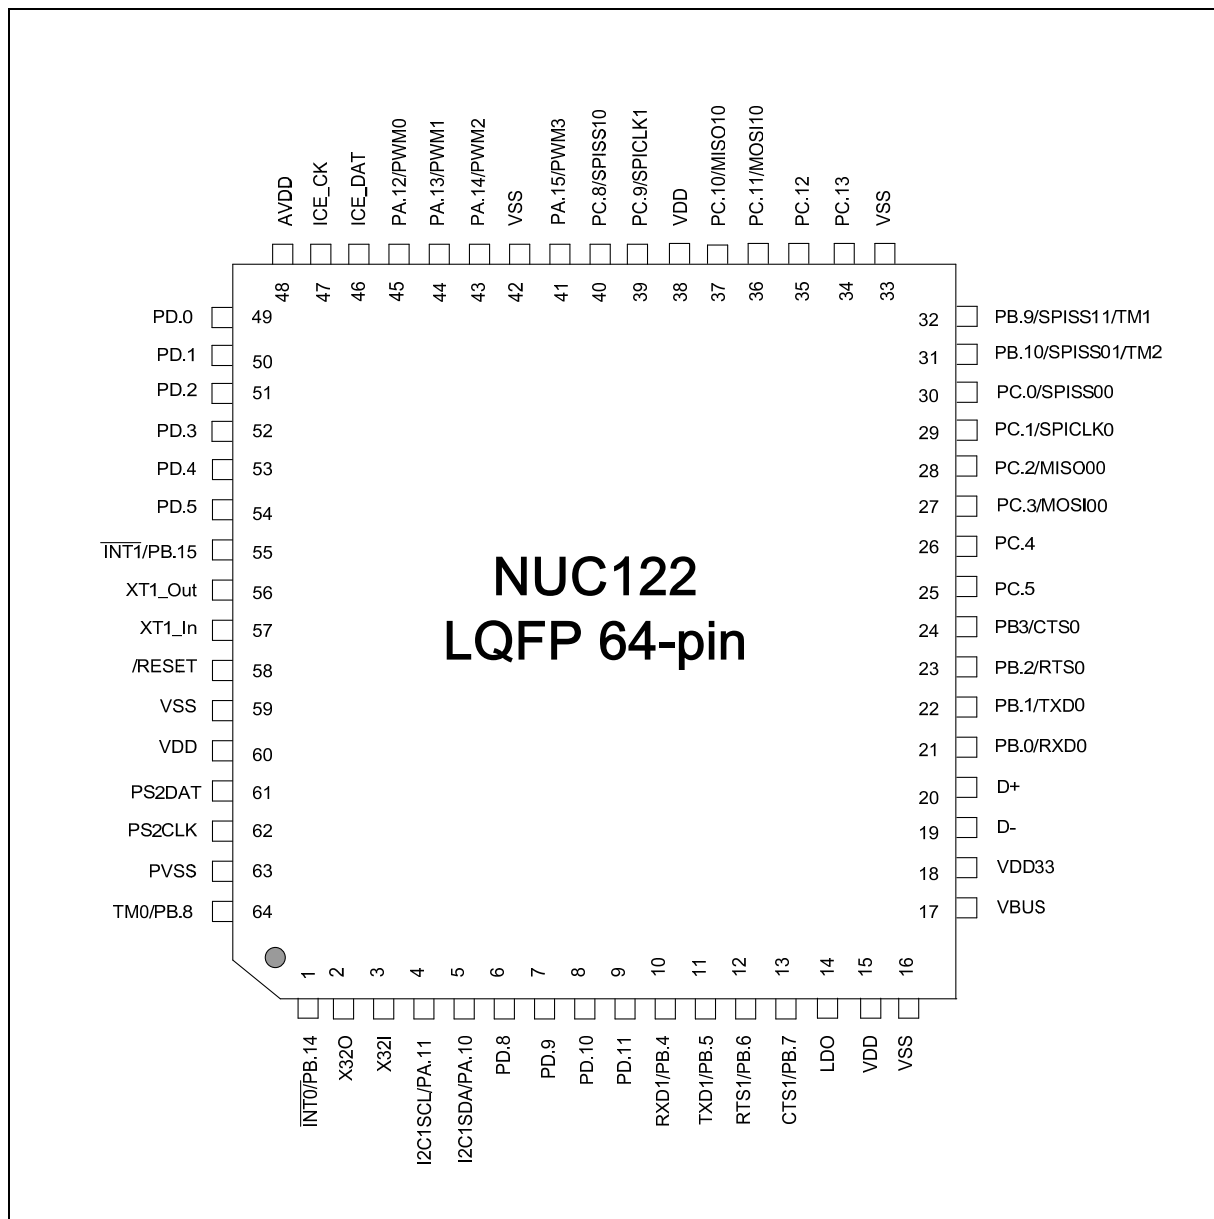 AVDD
ICE_CK
ICE_DAT
PA.12/PWM0
PA.13/PWM1
PA.14/PWM2
VSS
PA.15/PWM3
PC.8/SPISS10
PC.9/SPICLK1
VDD
PC.10/MISO10
PC.11/MOSI10
PC.12
PC.13
VSS
48
47
46
45
44
43
42
41
40
39
38
37
36
35
34
33
PD.0 49
PD.1 50
PD.2 51
PD.3 52
PD.4 53
PD.5 54
INT1/PB.15 55
XT1_Out 56
XT1_In 57
/RESET 58
VSS 59
VDD 60
PS2DAT 61
PS2CLK 62
PVSS 63
TM0/PB.8 64
NUC122
LQFP 64-pin
32 PB.9/SPISS11/TM1
31 PB.10/SPISS01/TM2
30 PC.0/SPISS00
29 PC.1/SPICLK0
28 PC.2/MISO00
27 PC.3/MOSI00
26 PC.4
25 PC.5
24 PB3/CTS0
23 PB.2/RTS0
22 PB.1/TXD0
21 PB.0/RXD0
20 D+
19 D-
18 VDD33
17 VBUS
1
2
3
4
5
6
7
8
9
10
11
12
13
14
15
16
INT0/PB.14
X32O
X32I
I2C1SCL/PA.11
I2C1SDA/PA.10
PD.8
PD.9
PD.10
PD.11
RXD1/PB.4
TXD1/PB.5
RTS1/PB.6
CTS1/PB.7
LDO
VDD
VSS